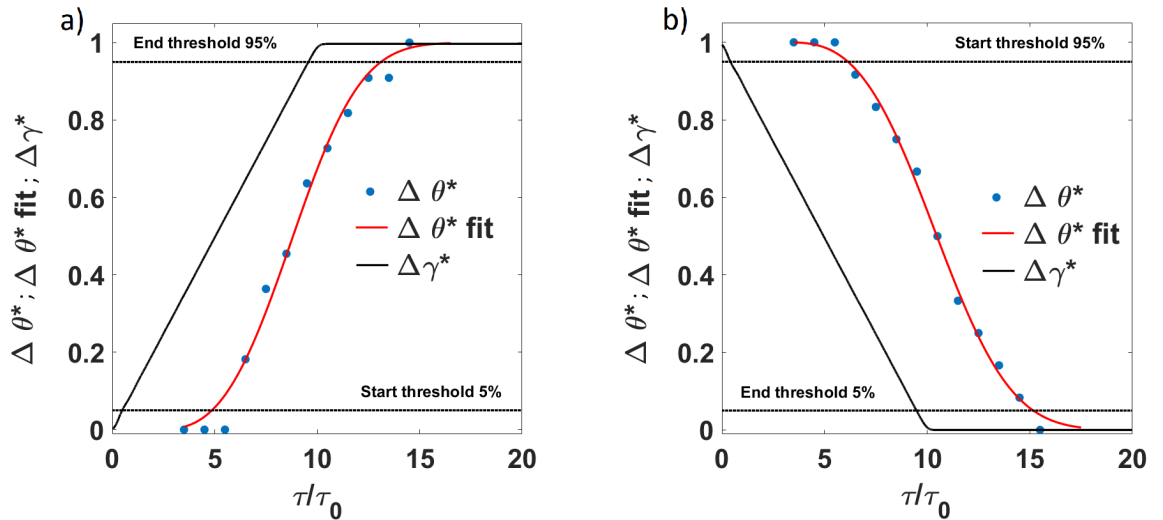 a)
Δ θ* ; Δ θ* fit ; Δγ*
1
0.8
0.6
0.4
0.2
0
End threshold 95%
Δ θ*
Δ θ* fit
Δγ*
Start threshold 5%
0 5 10 15 20
τ/τ0
b)
Δ θ* ; Δ θ* fit ; Δγ*
1
0.8
0.6
0.4
0.2
0
Start threshold 95%
Δ θ*
Δ θ* fit
Δγ*
End threshold 5%
0 5 10 15 20
τ/τ0